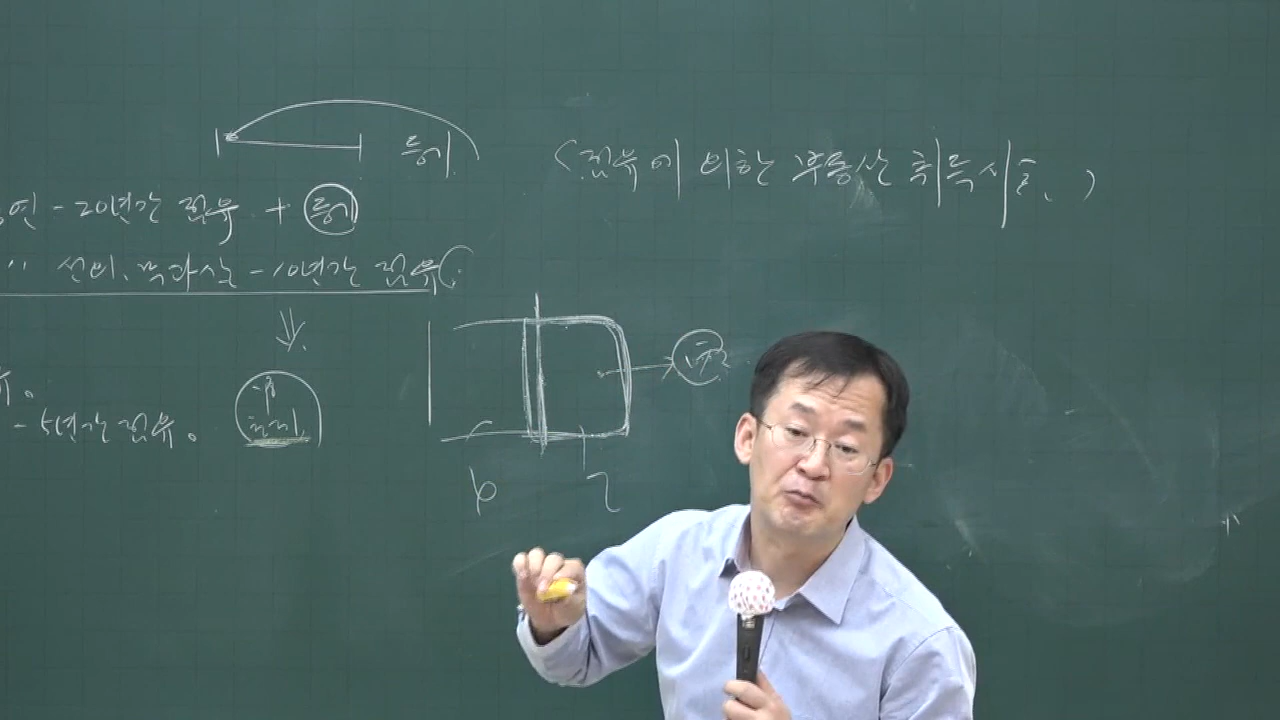 등기
<점유에 의한 부동산 취득시효.>
공연 - 20년간 점유 + 등기
〃 선의. 무과실 - 10년간 점유
- 5년간 점유.